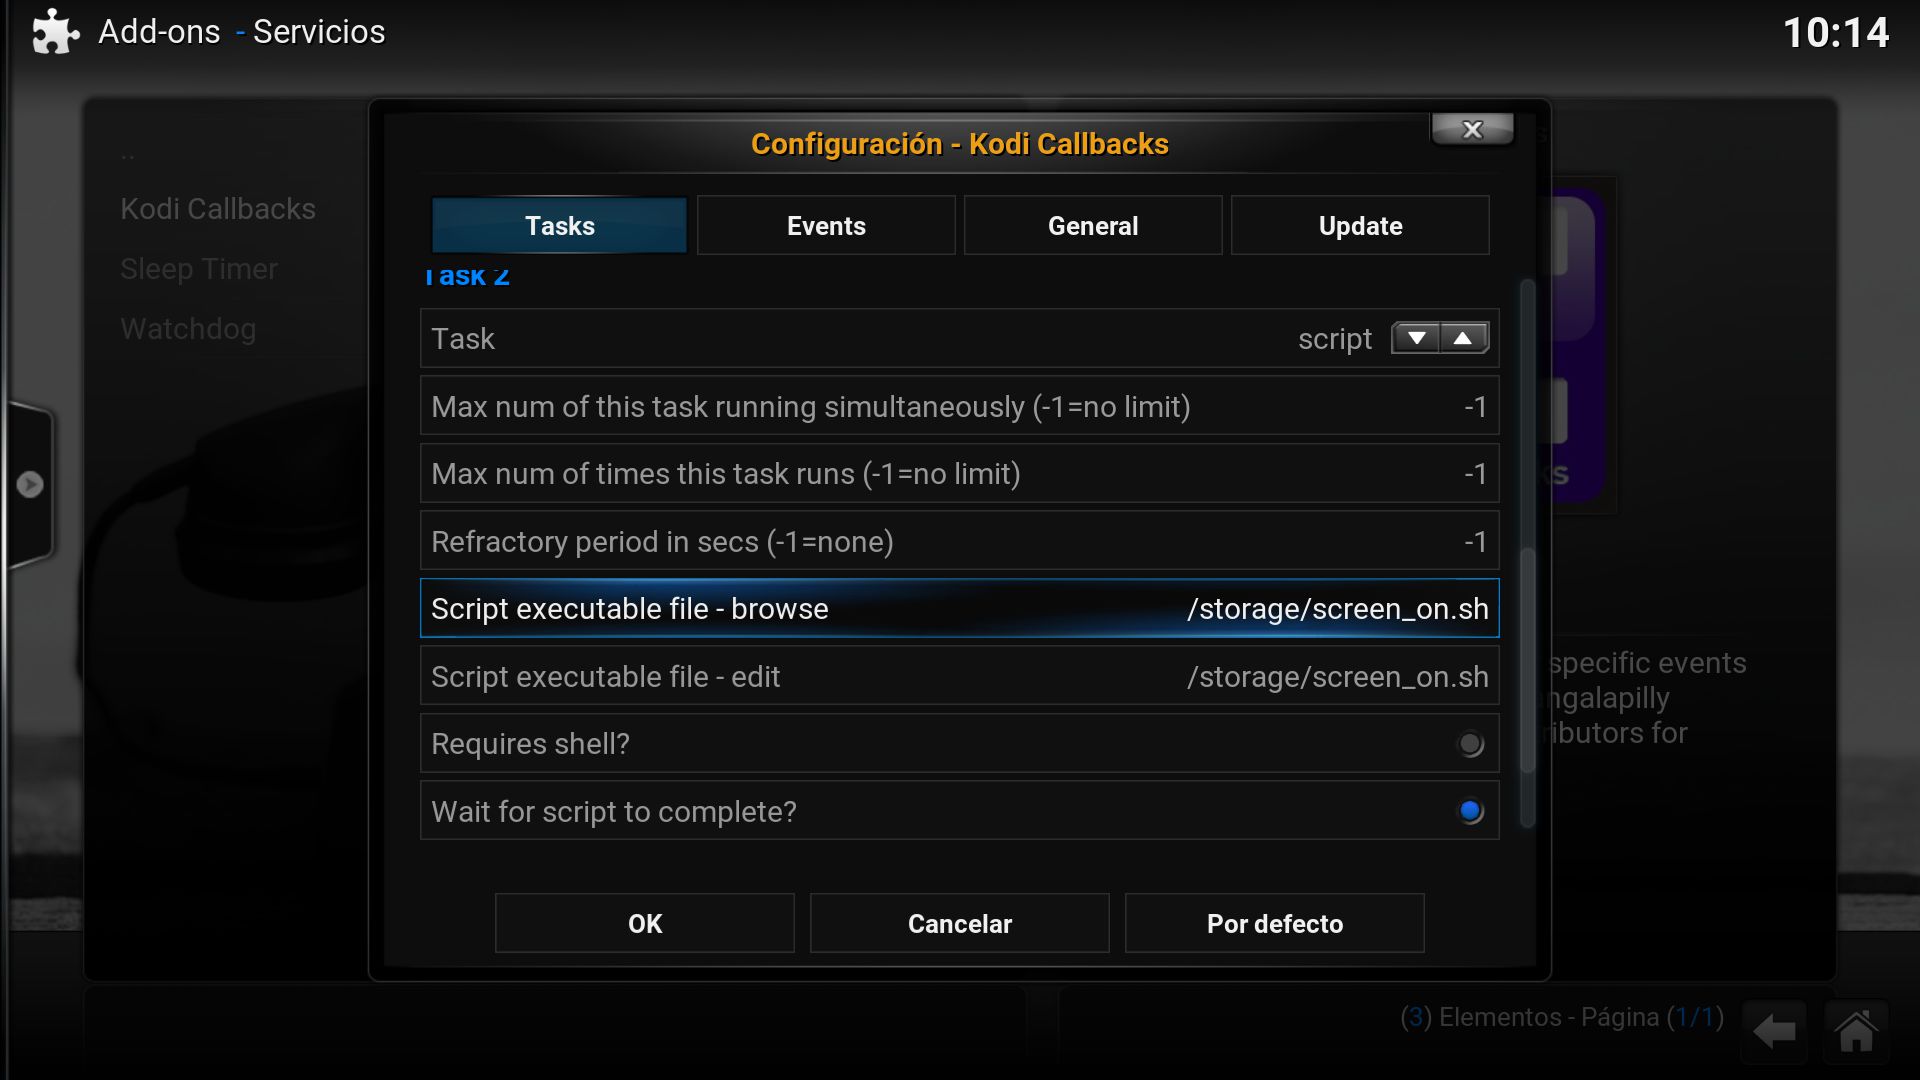 Add-ons - Servicios
10:14
..
Kodi Callbacks
Sleep Timer
Watchdog
Configuración - Kodi Callbacks
Tasks
Events
General
Update
Task 2
Task script
Max num of this task running simultaneously (-1=no limit) -1
Max num of times this task runs (-1=no limit) -1
Refractory period in secs (-1=none) -1
Script executable file - browse /storage/screen_on.sh
Script executable file - edit /storage/screen_on.sh
Requires shell?
Wait for script to complete?
OK
Cancelar
Por defecto
specific events
ngalapilly
ributors for
(3) Elementos - Página (1/1)